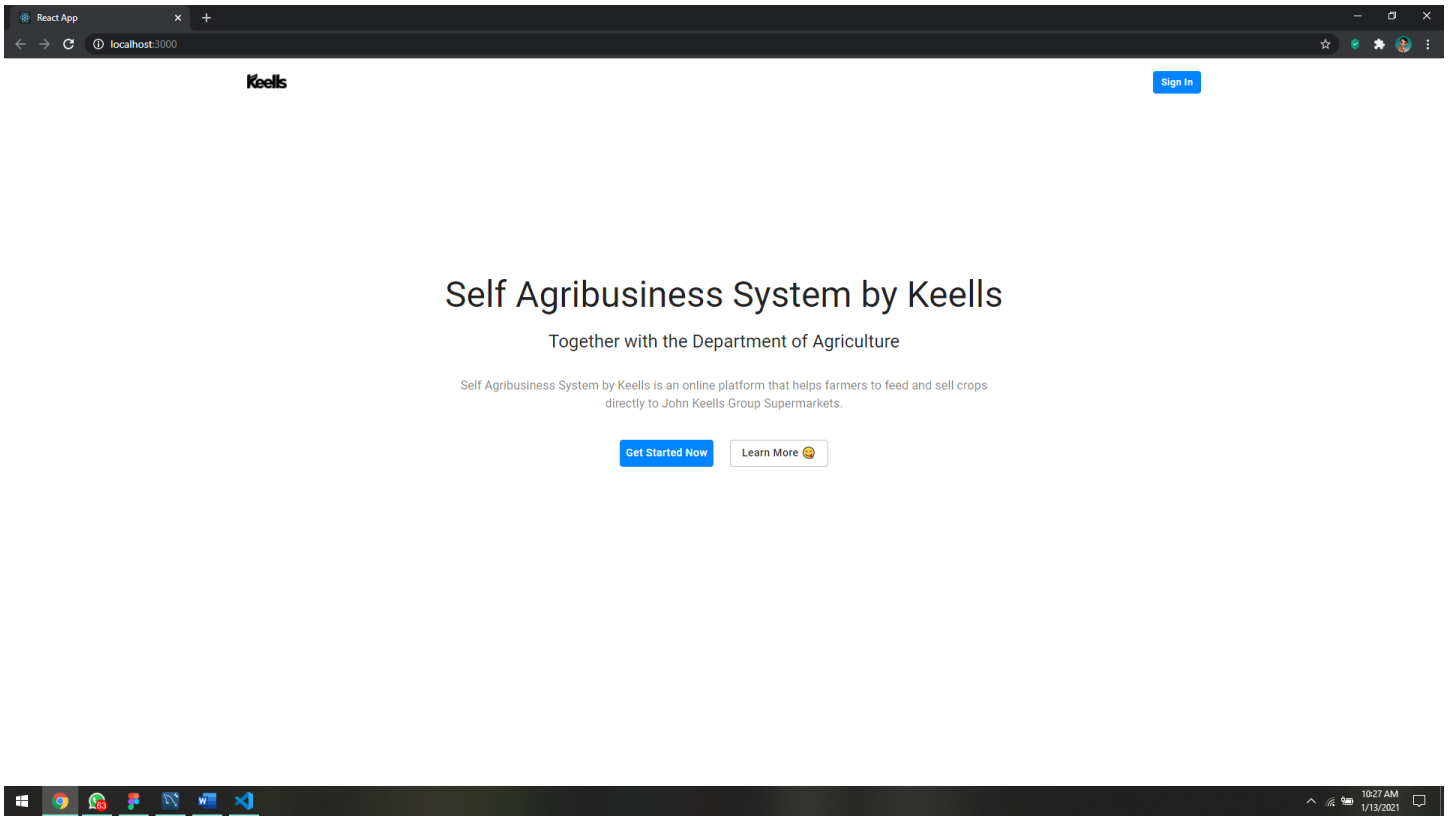 React App
localhost:3000
Keells
Sign In
Self Agribusiness System by Keells
Together with the Department of Agriculture
Self Agribusiness System by Keells is an online platform that helps farmers to feed and sell crops
directly to John Keells Group Supermarkets.
Get Started Now
Learn More 😋
63
10:27 AM
1/13/2021